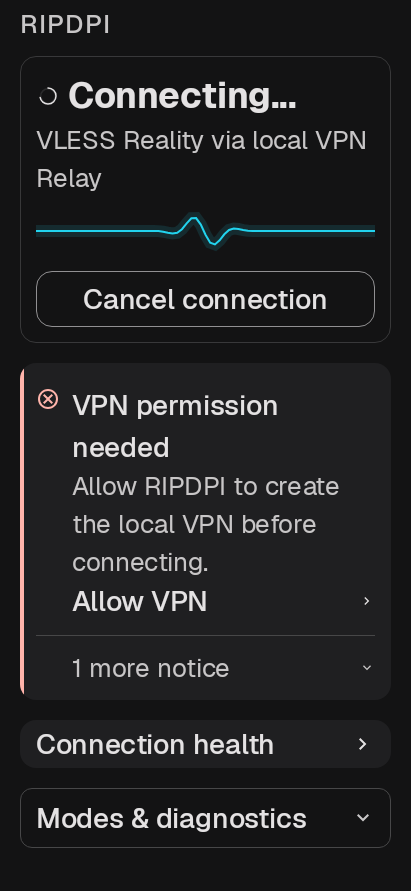 RIPDPI
Connecting...
VLESS Reality via local VPN
Relay
Cancel connection
VPN permission
needed
Allow RIPDPI to create
the local VPN before
connecting.
Allow VPN
1 more notice
Connection health
Modes & diagnostics